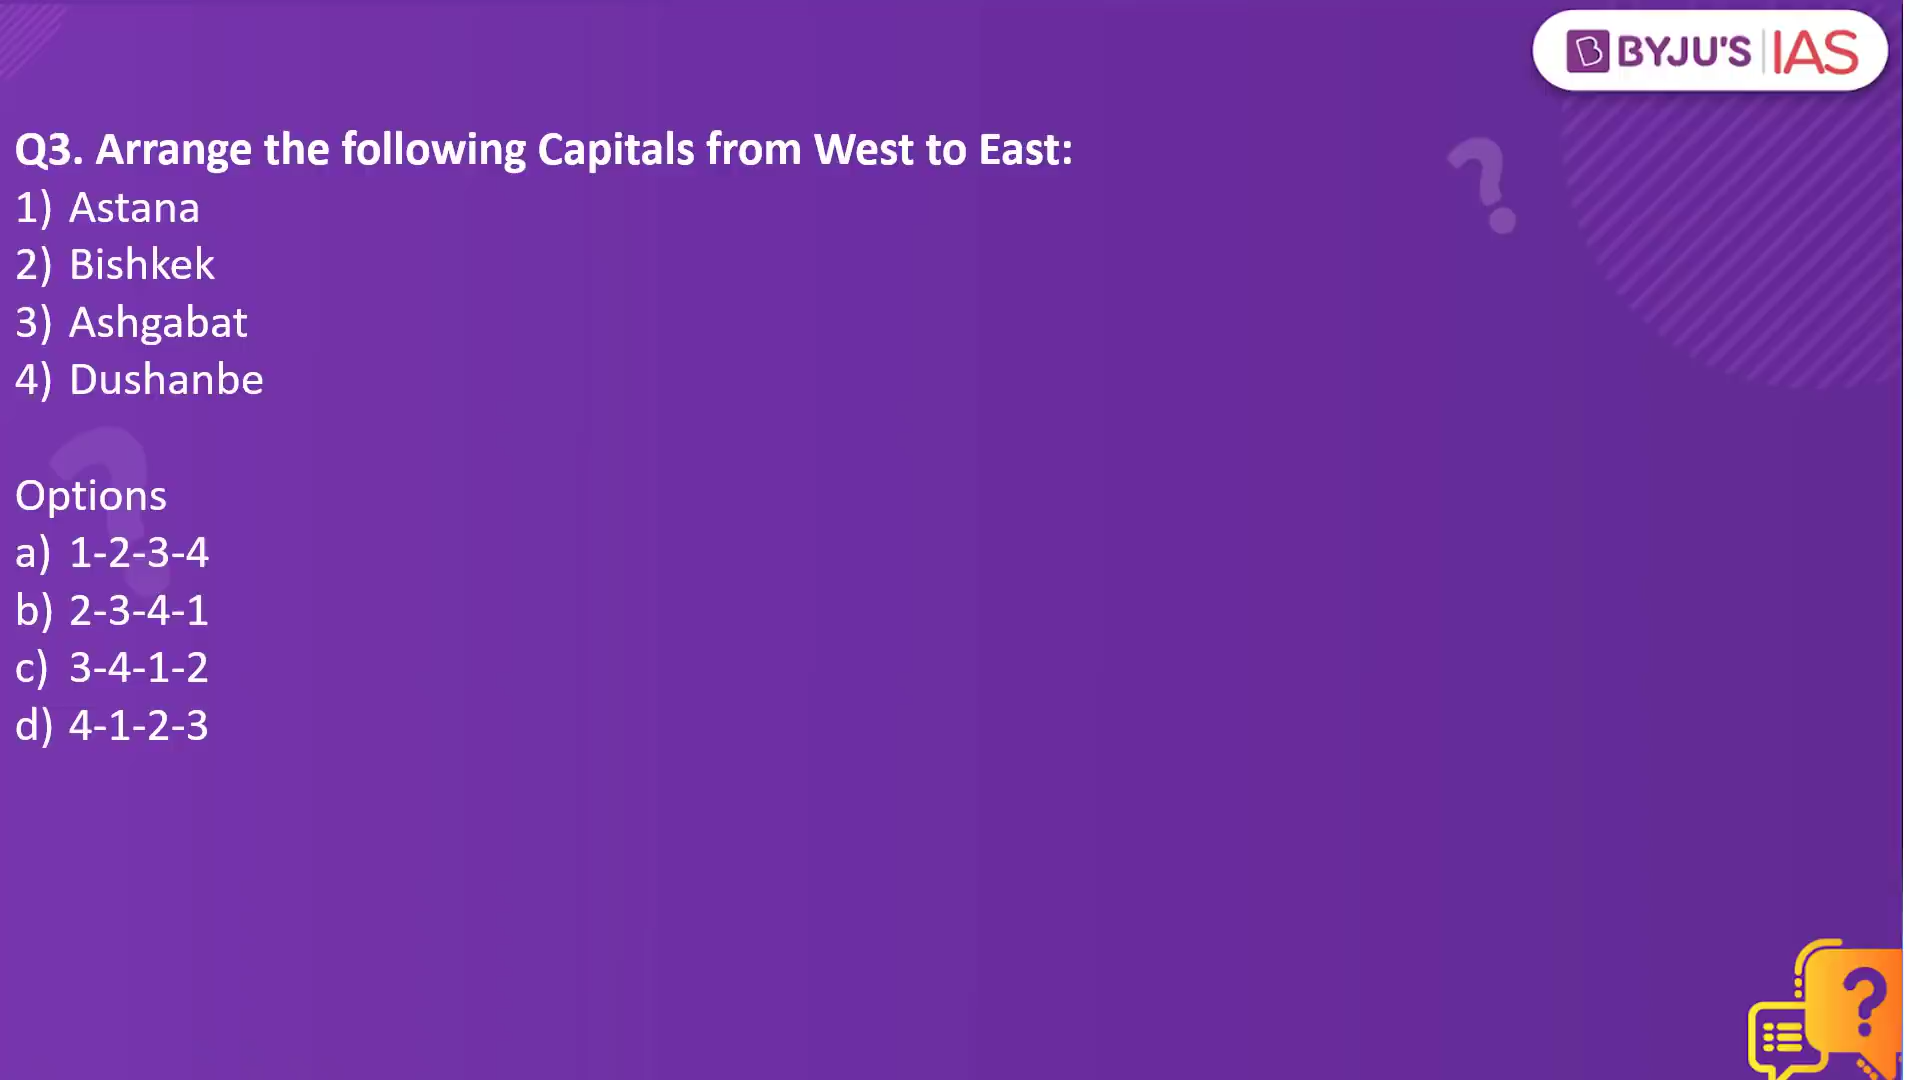 BYJU'S IAS
Q3. Arrange the following Capitals from West to East:
1) Astana
2) Bishkek
3) Ashgabat
4) Dushanbe
Options
a) 1-2-3-4
b) 2-3-4-1
c) 3-4-1-2
d) 4-1-2-3